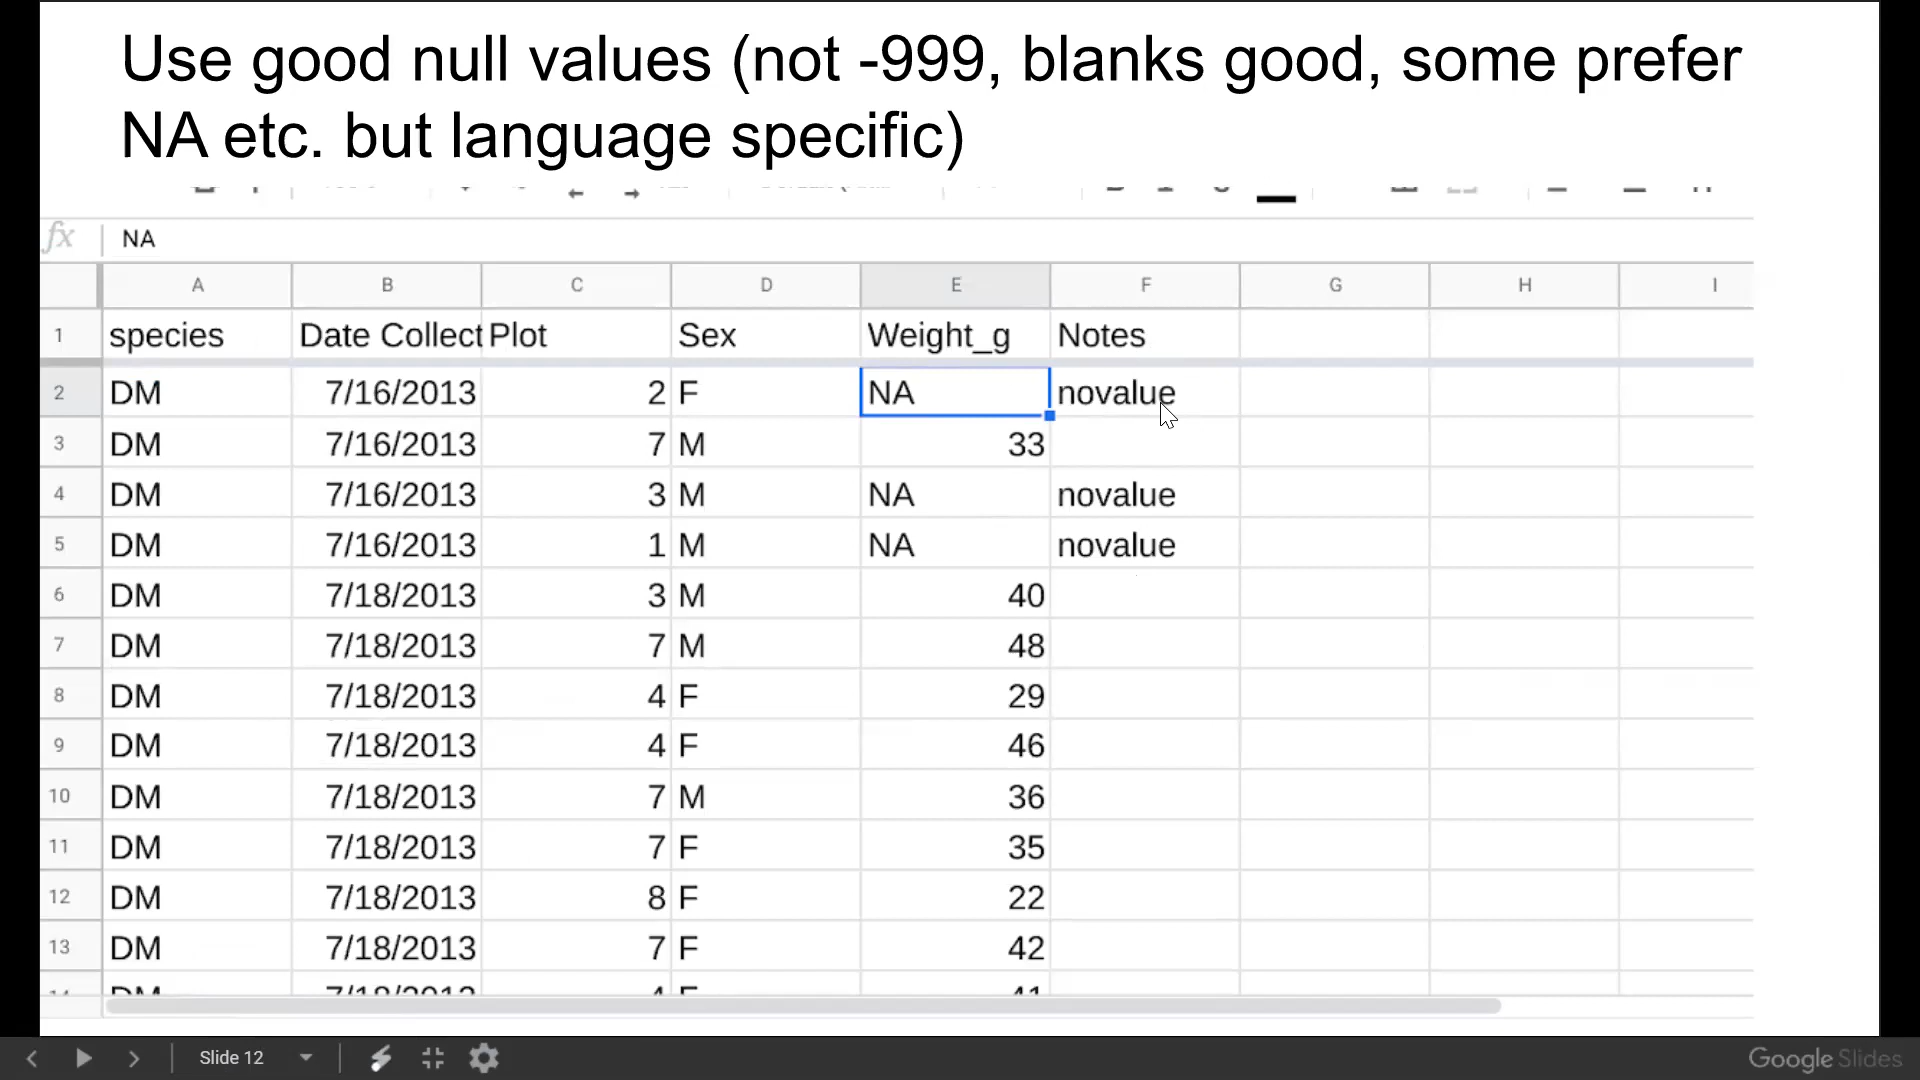 Use good null values (not -999, blanks good, some prefer
NA etc. but language specific)
fx NA
A B C D E F G H I
1 species Date Collect Plot Sex Weight_g Notes
2 DM 7/16/2013 2 F NA novalue
3 DM 7/16/2013 7 M 33
4 DM 7/16/2013 3 M NA novalue
5 DM 7/16/2013 1 M NA novalue
6 DM 7/18/2013 3 M 40
7 DM 7/18/2013 7 M 48
8 DM 7/18/2013 4 F 29
9 DM 7/18/2013 4 F 46
10 DM 7/18/2013 7 M 36
11 DM 7/18/2013 7 F 35
12 DM 7/18/2013 8 F 22
13 DM 7/18/2013 7 F 42
Slide 12 Google Slides